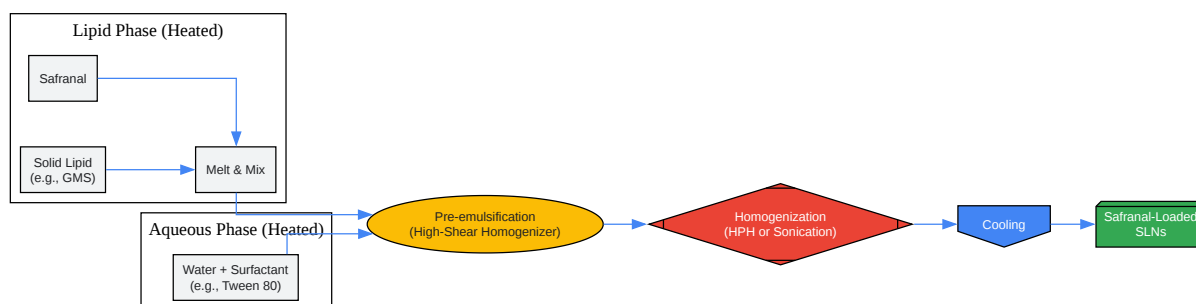 Lipid Phase (Heated)
Safranal
Solid Lipid
(e.g., GMS)
Melt & Mix
Aqueous Phase (Heated)
Water + Surfactant
(e.g., Tween 80)
Pre-emulsification
(High-Shear Homogenizer)
Homogenization
(HPH or Sonication)
Cooling
Safranal-Loaded
SLNs